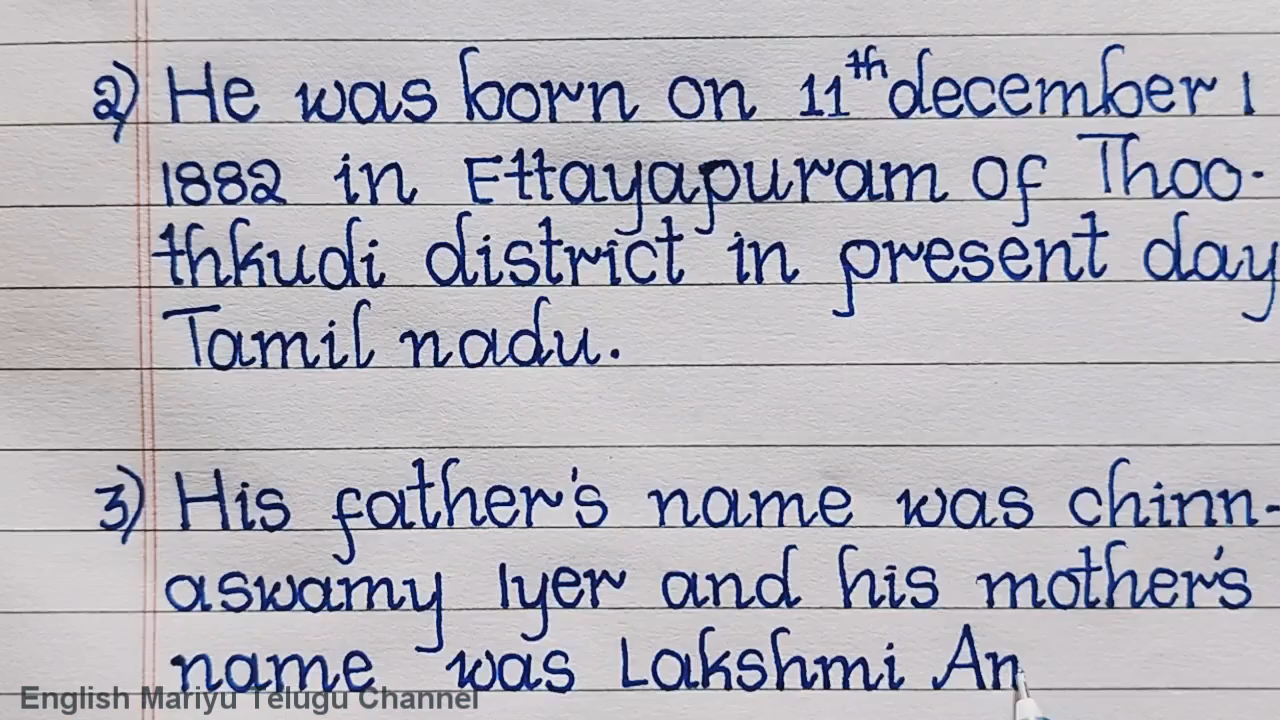 2) He was born on 11th december 1
1882 in Ettayapuram of Thoo-
thkudi district in present day
Tamil nadu.
3) His father's name was chinn-
aswamy Iyer and his mother's
name was Lakshmi An
English Mariyu Telugu Channel